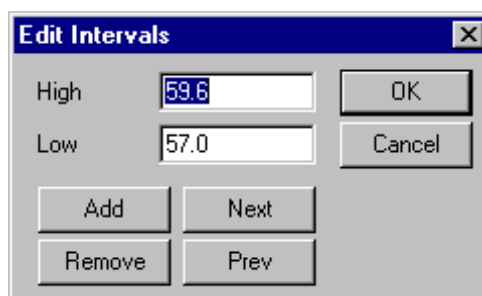 Edit Intervals
High 59.6 OK
Low 57.0 Cancel
Add Next
Remove Prev